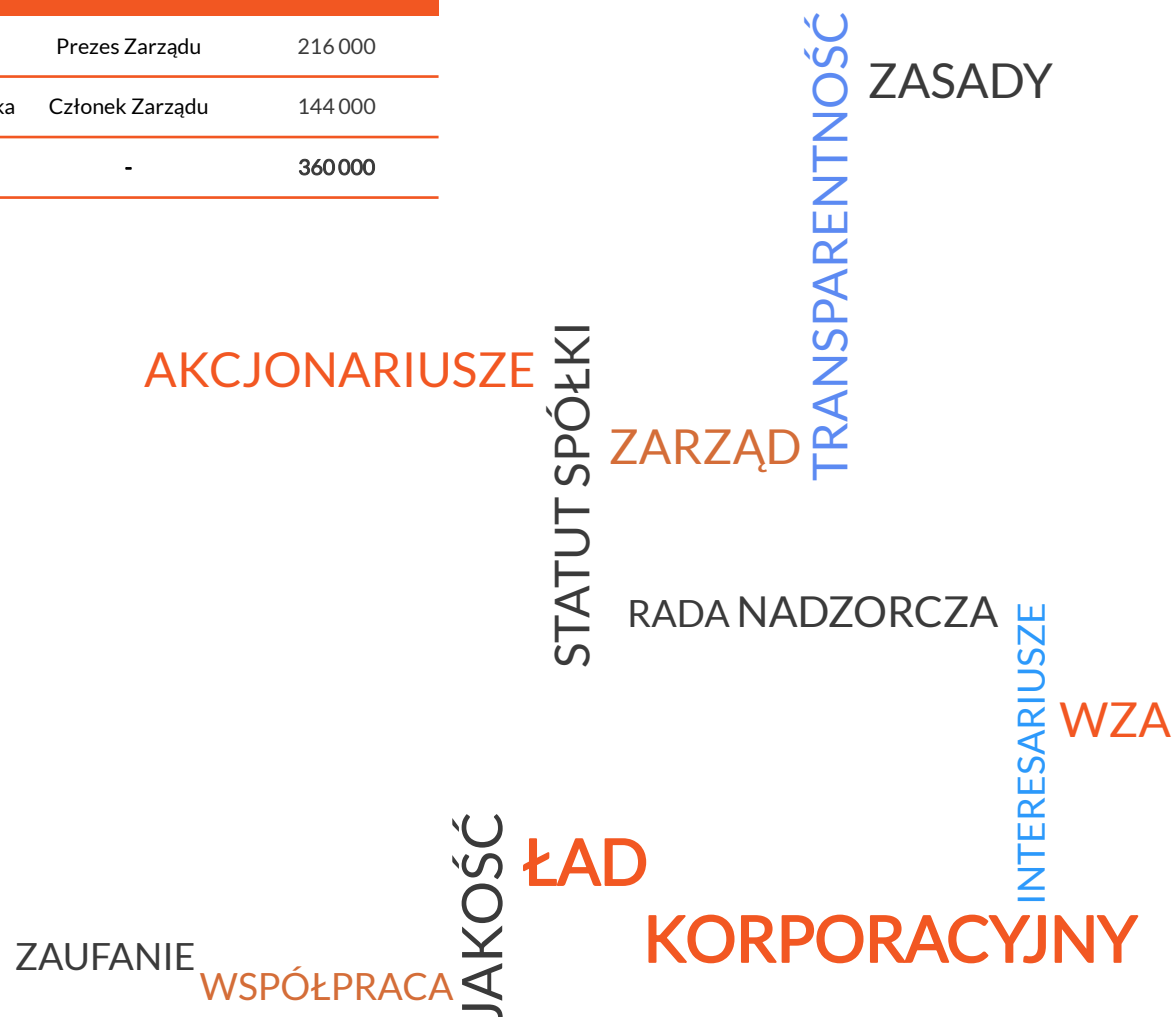 Prezes Zarządu 216 000
ka Członek Zarządu 144 000
- 360 000
TRANSPARENTNOŚĆ
ZASADY
AKCJONARIUSZE
STATUT SPÓŁKI
ZARZĄD
RADA NADZORCZA
INTERESARIUSZE
WZA
JAKOŚĆ
ŁAD
KORPORACYJNY
ZAUFANIE
WSPÓŁPRACA